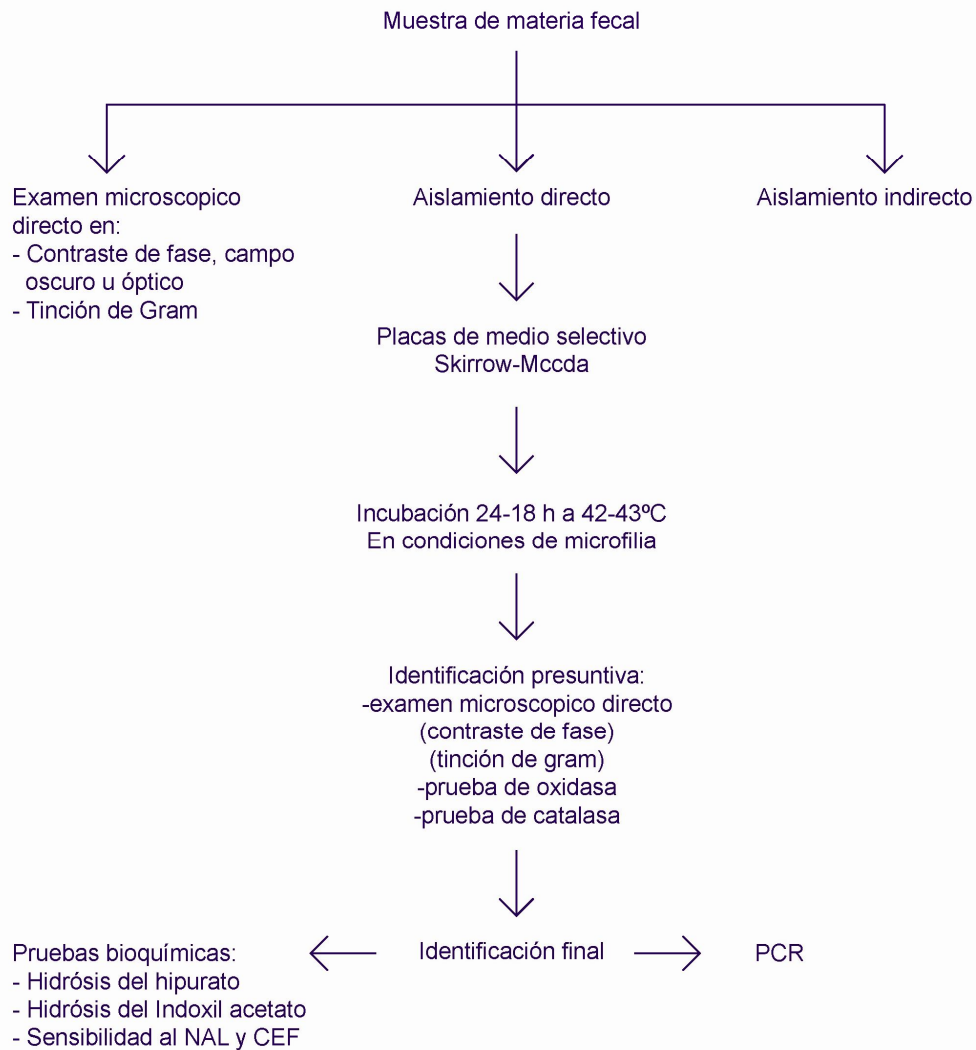 Muestra de materia fecal
Examen microscopico
directo en:
- Contraste de fase, campo
oscuro u óptico
- Tinción de Gram
Aislamiento directo
Aislamiento indirecto
Placas de medio selectivo
Skirrow-Mccda
Incubación 24-18 h a 42-43ºC
En condiciones de microfilia
Identificación presuntiva:
-examen microscopico directo
(contraste de fase)
(tinción de gram)
-prueba de oxidasa
-prueba de catalasa
Identificación final
Pruebas bioquímicas:
- Hidrósis del hipurato
- Hidrósis del Indoxil acetato
- Sensibilidad al NAL y CEF
PCR